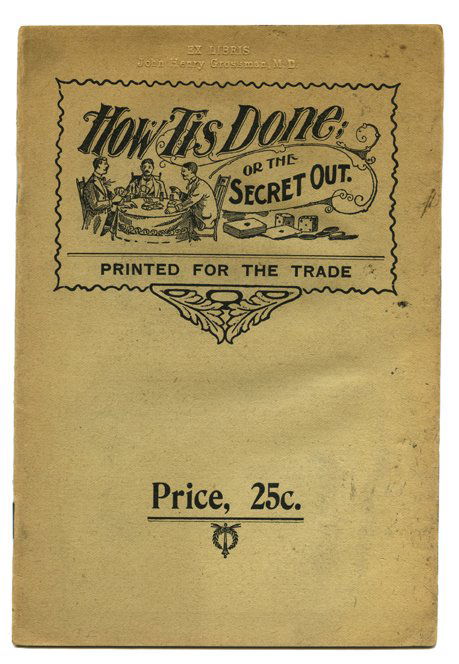 EX LIBRIS
John Henry Grossman, M.D.
How Tis Done;
OR THE
SECRET OUT.
PRINTED FOR THE TRADE
Price, 25c.